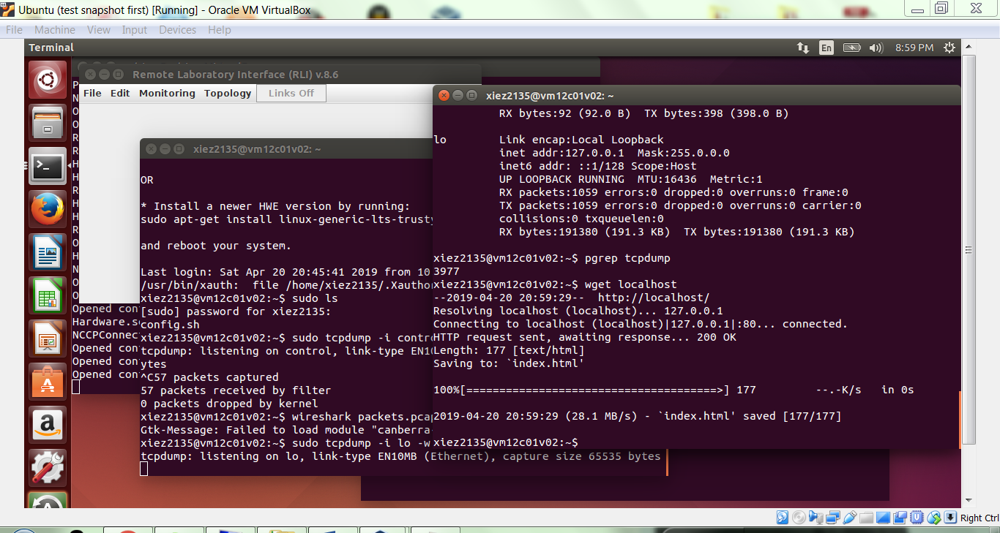 Ubuntu (test snapshot first) [Running] - Oracle VM VirtualBox
File Machine View Input Devices Help
Terminal
En
8:59 PM
Remote Laboratory Interface (RLI) v.8.6
File Edit Monitoring Topology Links Off
Opened con
Hardware.s
NCCPConnec
Opened con
Opened con
Opened con
xiez2135@vm12c01v02: ~
OR
* Install a newer HWE version by running:
sudo apt-get install linux-generic-lts-trusty
and reboot your system.
Last login: Sat Apr 20 20:45:41 2019 from 10
/usr/bin/xauth:  file /home/xiez2135/.Xauthor
xiez2135@vm12c01v02:~$ sudo ls
[sudo] password for xiez2135:
config.sh
xiez2135@vm12c01v02:~$ sudo tcpdump -i contro
tcpdump: listening on control, link-type EN10
ytes
^C57 packets captured
57 packets received by filter
0 packets dropped by kernel
xiez2135@vm12c01v02:~$ wireshark packets.pcap
Gtk-Message: Failed to load module "canberra-
xiez2135@vm12c01v02:~$ sudo tcpdump -i lo -w
tcpdump: listening on lo, link-type EN10MB (Ethernet), capture size 65535 bytes
xiez2135@vm12c01v02: ~
RX bytes:92 (92.0 B)  TX bytes:398 (398.0 B)
lo        Link encap:Local Loopback
inet addr:127.0.0.1  Mask:255.0.0.0
inet6 addr: ::1/128 Scope:Host
UP LOOPBACK RUNNING  MTU:16436  Metric:1
RX packets:1059 errors:0 dropped:0 overruns:0 frame:0
TX packets:1059 errors:0 dropped:0 overruns:0 carrier:0
collisions:0 txqueuelen:0
RX bytes:191380 (191.3 KB)  TX bytes:191380 (191.3 KB)
xiez2135@vm12c01v02:~$ pgrep tcpdump
3977
xiez2135@vm12c01v02:~$ wget localhost
--2019-04-20 20:59:29--  http://localhost/
Resolving localhost (localhost)... 127.0.0.1
Connecting to localhost (localhost)|127.0.0.1|:80... connected.
HTTP request sent, awaiting response... 200 OK
Length: 177 [text/html]
Saving to: `index.html'
100%[======================================>] 177         --.-K/s   in 0s
2019-04-20 20:59:29 (28.1 MB/s) - `index.html' saved [177/177]
xiez2135@vm12c01v02:~$
Right Ctrl